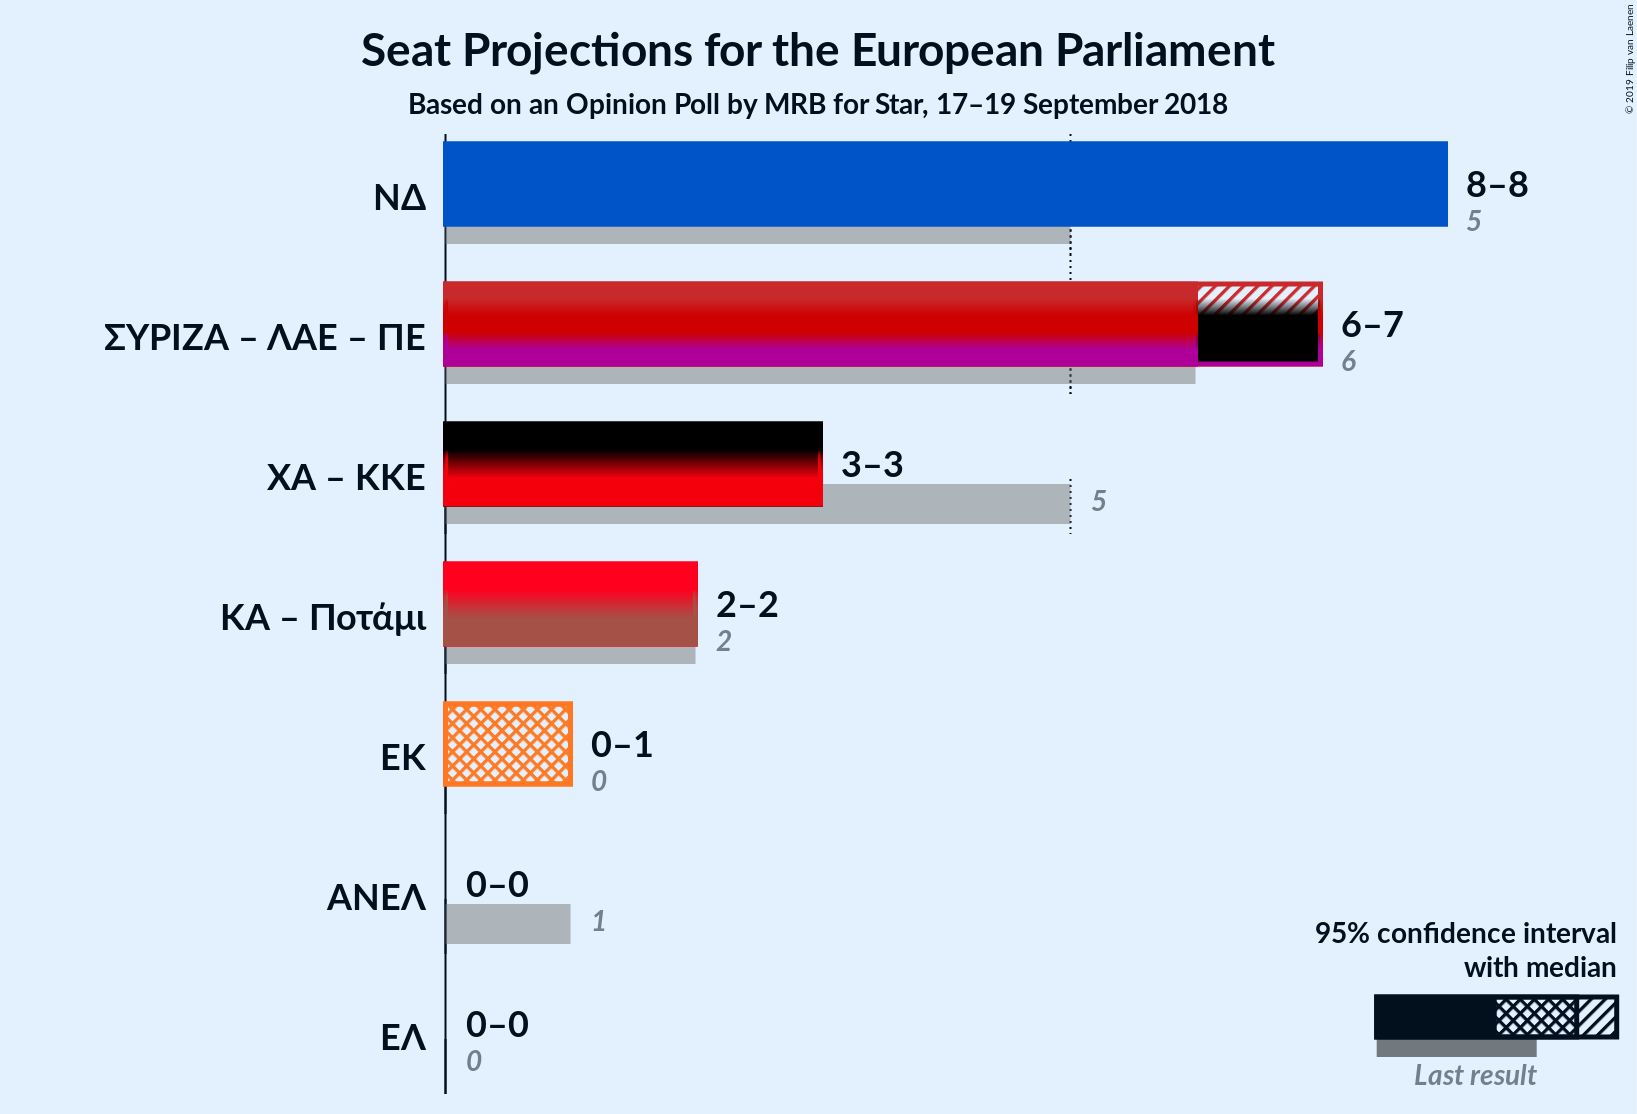 Seat Projections for the European Parliament
Based on an Opinion Poll by MRB for Star, 17–19 September 2018
© 2019 Filip van Laenen
ΝΔ
8–8
5
ΣΥΡΙΖΑ – ΛΑΕ – ΠΕ
6–7
6
ΧΑ – ΚΚΕ
3–3
5
ΚΑ – Ποτάμι
2–2
2
ΕΚ
0–1
0
ΑΝΕΛ
0–0
1
ΕΛ
0–0
0
95% confidence interval
with median
Last result